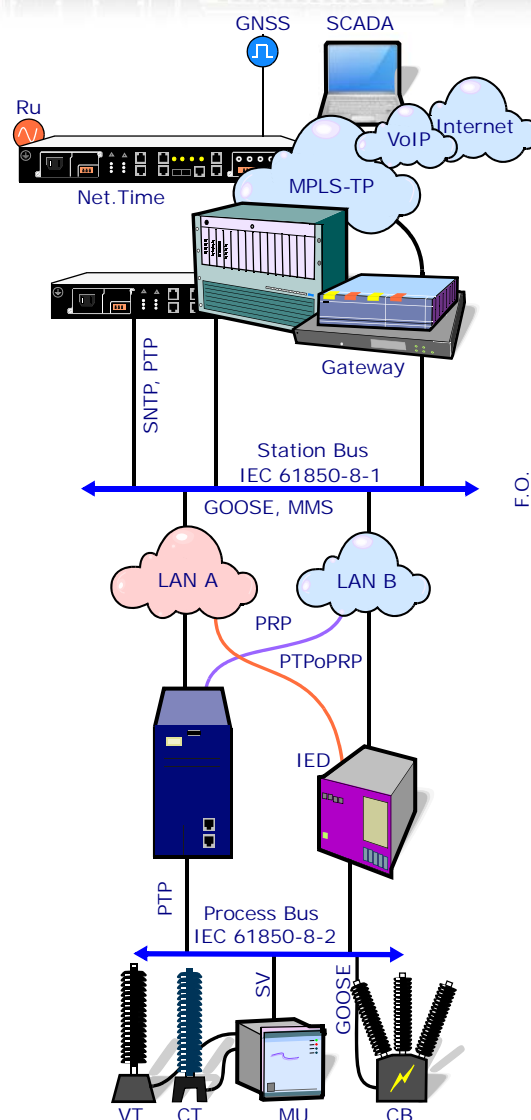 GNSS
SCADA
Ru
VoIP
Internet
MPLS-TP
Net.Time
Gateway
SNTP, PTP
Station Bus
IEC 61850-8-1
F.O.
GOOSE, MMS
LAN A
LAN B
PRP
PTPoPRP
IED
PTP
Process Bus
IEC 61850-8-2
SV
GOOSE
VT
CT
MU
CB